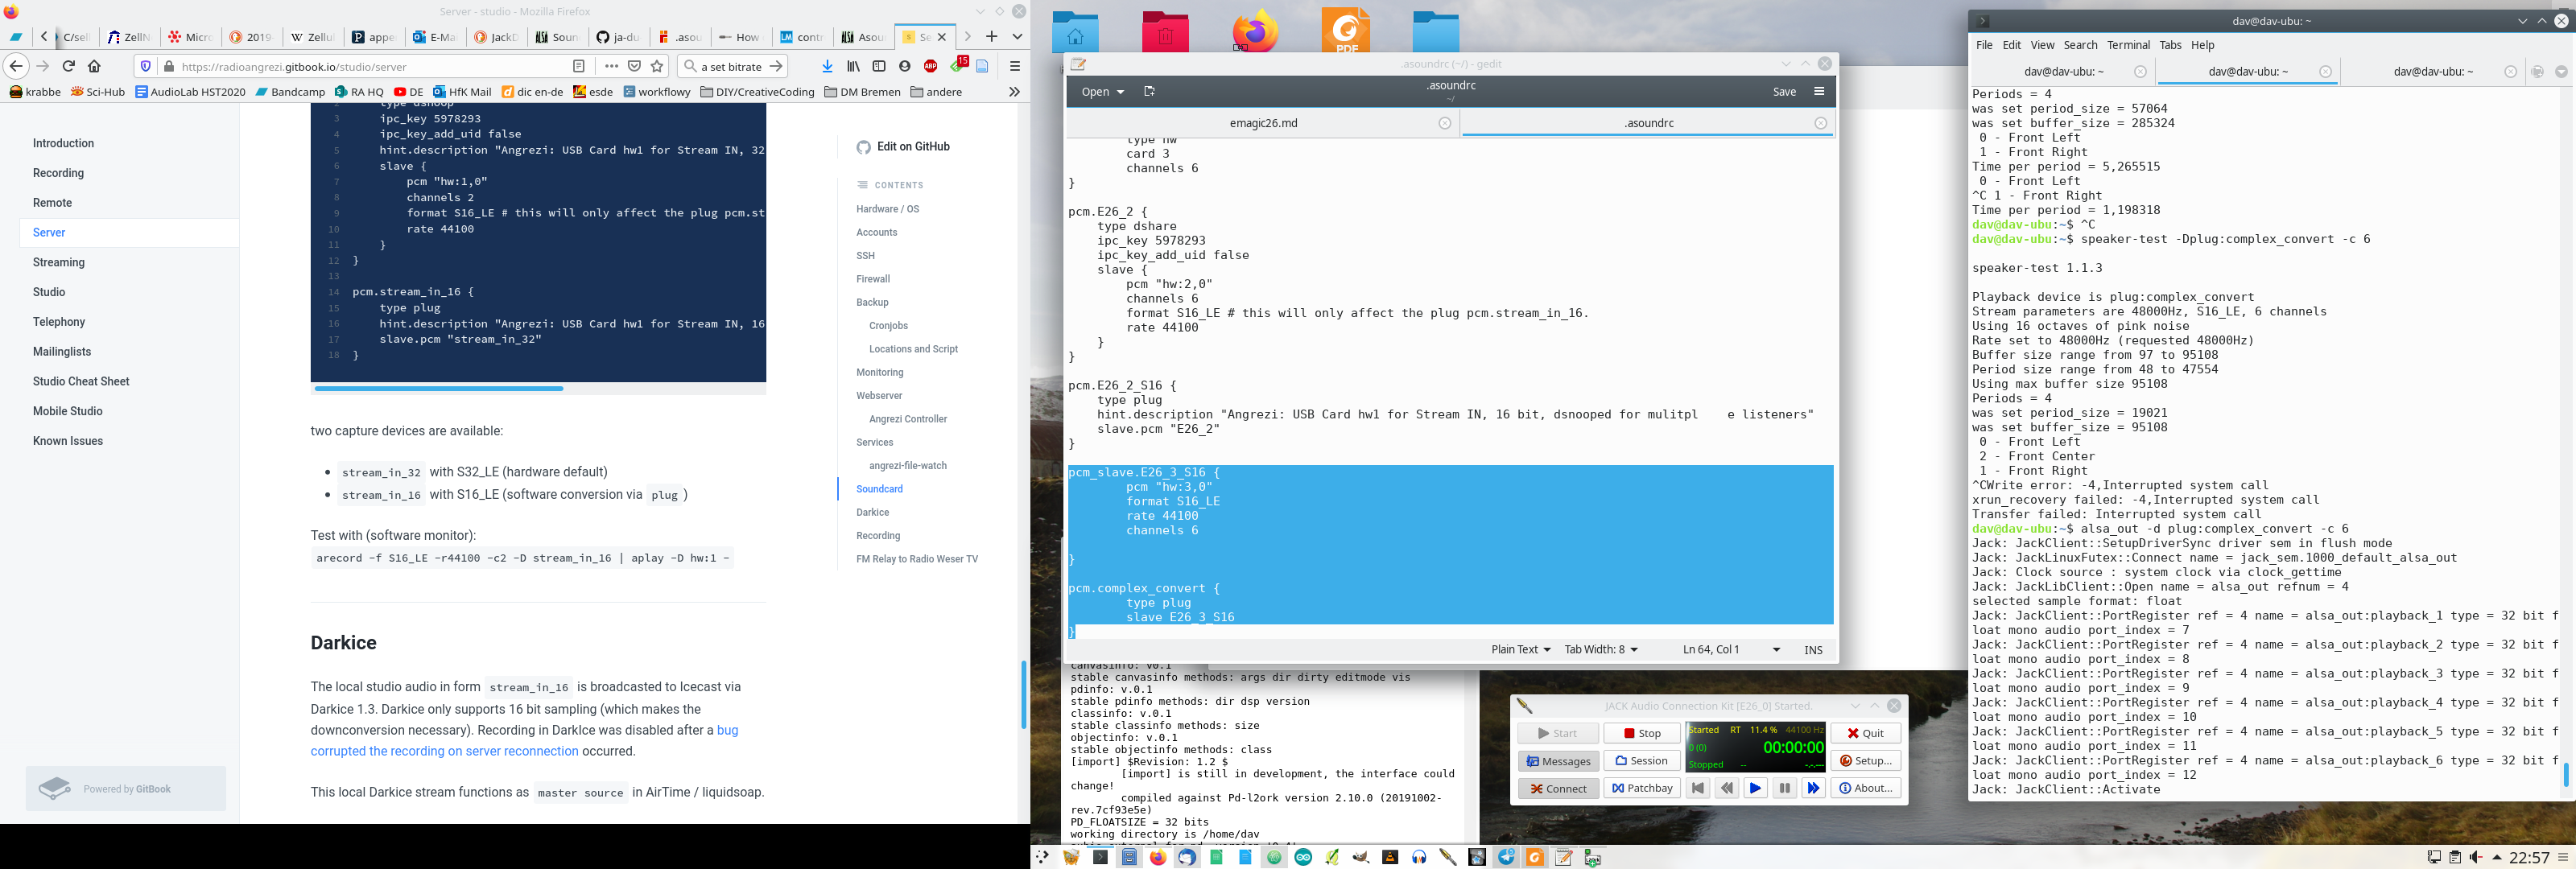 Server - studio - Mozilla Firefox
C/sel
ZellN
Micro
2019-
Zellul
appe
E-Ma
JackD
Soun
ja-du
.asou
How
contr
Asou
Se
https://radioangrezi.gitbook.io/studio/server
a set bitrate
ABP
15
krabbe
Sci-Hub
AudioLab HST2020
Bandcamp
RA HQ
DE
HfK Mail
dic en-de
esde
workflowy
DIY/CreativeCoding
DM Bremen
andere
Introduction
Recording
Remote
Server
Streaming
Studio
Telephony
Mailinglists
Studio Cheat Sheet
Mobile Studio
Known Issues
Powered by GitBook
2 type dsnoop
3 ipc_key 5978293
4 ipc_key_add_uid false
5 hint.description "Angrezi: USB Card hw1 for Stream IN, 32
6 slave {
7 pcm "hw:1,0"
8 channels 2
9 format S16_LE # this will only affect the plug pcm.st
10 rate 44100
11 }
12 }
13
14 pcm.stream_in_16 {
15 type plug
16 hint.description "Angrezi: USB Card hw1 for Stream IN, 16
17 slave.pcm "stream_in_32"
18 }
two capture devices are available:
• stream_in_32 with S32_LE (hardware default)
• stream_in_16 with S16_LE (software conversion via plug )
Test with (software monitor):
arecord -f S16_LE -r44100 -c2 -D stream_in_16 | aplay -D hw:1 -
Darkice
The local studio audio in form stream_in_16 is broadcasted to Icecast via
Darkice 1.3. Darkice only supports 16 bit sampling (which makes the
downconversion necessary). Recording in DarkIce was disabled after a bug
corrupted the recording on server reconnection occurred.
This local Darkice stream functions as master source in AirTime / liquidsoap.
Edit on GitHub
CONTENTS
Hardware / OS
Accounts
SSH
Firewall
Backup
Cronjobs
Locations and Script
Monitoring
Webserver
Angrezi Controller
Services
angrezi-file-watch
Soundcard
Darkice
Recording
FM Relay to Radio Weser TV
PDF
.asoundrc (~/) - gedit
Open
.asoundrc
~/
Save
emagic26.md
.asoundrc
type hw
card 3
channels 6
}
pcm.E26_2 {
type dshare
ipc_key 5978293
ipc_key_add_uid false
slave {
pcm "hw:2,0"
channels 6
format S16_LE # this will only affect the plug pcm.stream_in_16.
rate 44100
}
}
pcm.E26_2_S16 {
type plug
hint.description "Angrezi: USB Card hw1 for Stream IN, 16 bit, dsnooped for mulitpl e listeners"
slave.pcm "E26_2"
}
pcm_slave.E26_3_S16 {
pcm "hw:3,0"
format S16_LE
rate 44100
channels 6
}
pcm.complex_convert {
type plug
slave E26_3_S16
}
Plain Text
Tab Width: 8
Ln 64, Col 1
INS
canvasinfo: v0.1
stable canvasinfo methods: args dir dirty editmode vis
pdinfo: v.0.1
stable pdinfo methods: dir dsp version
classinfo: v.0.1
stable classinfo methods: size
objectinfo: v.0.1
stable objectinfo methods: class
[import] $Revision: 1.2 $
[import] is still in development, the interface could
change!
compiled against Pd-l2ork version 2.10.0 (20191002-
rev.7cf93e5e)
PD_FLOATSIZE = 32 bits
working directory is /home/dav
JACK Audio Connection Kit [E26_0] Started.
Start
Stop
Started RT 11.4 % 44100 Hz
0 (0) 00:00:00
Stopped -- -.-.--
Quit
Messages
Session
Setup...
Connect
Patchbay
About...
dav@dav-ubu: ~
File Edit View Search Terminal Tabs Help
dav@dav-ubu: ~
dav@dav-ubu: ~
dav@dav-ubu: ~
Periods = 4
was set period_size = 57064
was set buffer_size = 285324
0 - Front Left
1 - Front Right
Time per period = 5,265515
0 - Front Left
^C 1 - Front Right
Time per period = 1,198318
dav@dav-ubu:~$ ^C
dav@dav-ubu:~$ speaker-test -Dplug:complex_convert -c 6
speaker-test 1.1.3
Playback device is plug:complex_convert
Stream parameters are 48000Hz, S16_LE, 6 channels
Using 16 octaves of pink noise
Rate set to 48000Hz (requested 48000Hz)
Buffer size range from 97 to 95108
Period size range from 48 to 47554
Using max buffer size 95108
Periods = 4
was set period_size = 19021
was set buffer_size = 95108
0 - Front Left
2 - Front Center
1 - Front Right
^CWrite error: -4,Interrupted system call
xrun_recovery failed: -4,Interrupted system call
Transfer failed: Interrupted system call
dav@dav-ubu:~$ alsa_out -d plug:complex_convert -c 6
Jack: JackClient::SetupDriverSync driver sem in flush mode
Jack: JackLinuxFutex::Connect name = jack_sem.1000_default_alsa_out
Jack: Clock source : system clock via clock_gettime
Jack: JackLibClient::Open name = alsa_out refnum = 4
selected sample format: float
Jack: JackClient::PortRegister ref = 4 name = alsa_out:playback_1 type = 32 bit f
loat mono audio port_index = 7
Jack: JackClient::PortRegister ref = 4 name = alsa_out:playback_2 type = 32 bit f
loat mono audio port_index = 8
Jack: JackClient::PortRegister ref = 4 name = alsa_out:playback_3 type = 32 bit f
loat mono audio port_index = 9
Jack: JackClient::PortRegister ref = 4 name = alsa_out:playback_4 type = 32 bit f
loat mono audio port_index = 10
Jack: JackClient::PortRegister ref = 4 name = alsa_out:playback_5 type = 32 bit f
loat mono audio port_index = 11
Jack: JackClient::PortRegister ref = 4 name = alsa_out:playback_6 type = 32 bit f
loat mono audio port_index = 12
Jack: JackClient::Activate
22:57